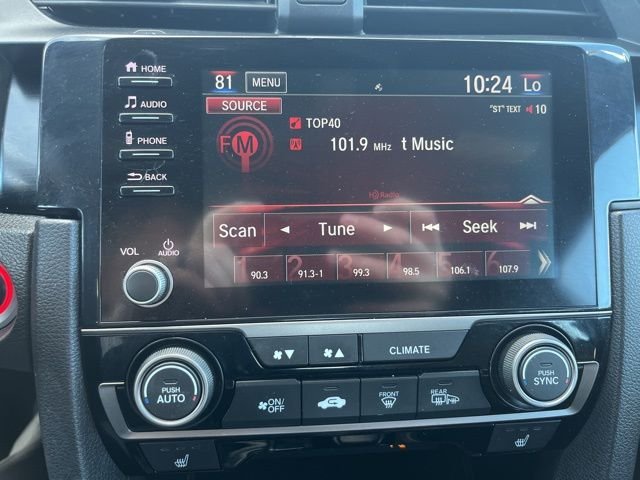 HOME
AUDIO
PHONE
BACK
VOL AUDIO
81 MENU 10:24 Lo
SOURCE "ST" TEXT 10
FM TOP40
101.9 MHz t Music
HD Radio
Scan Tune Seek
1 2 3 4 5 6
90.3 91.3-1 99.3 98.5 106.1 107.9
CLIMATE
PUSH AUTO
ON/OFF
FRONT
REAR
PUSH SYNC